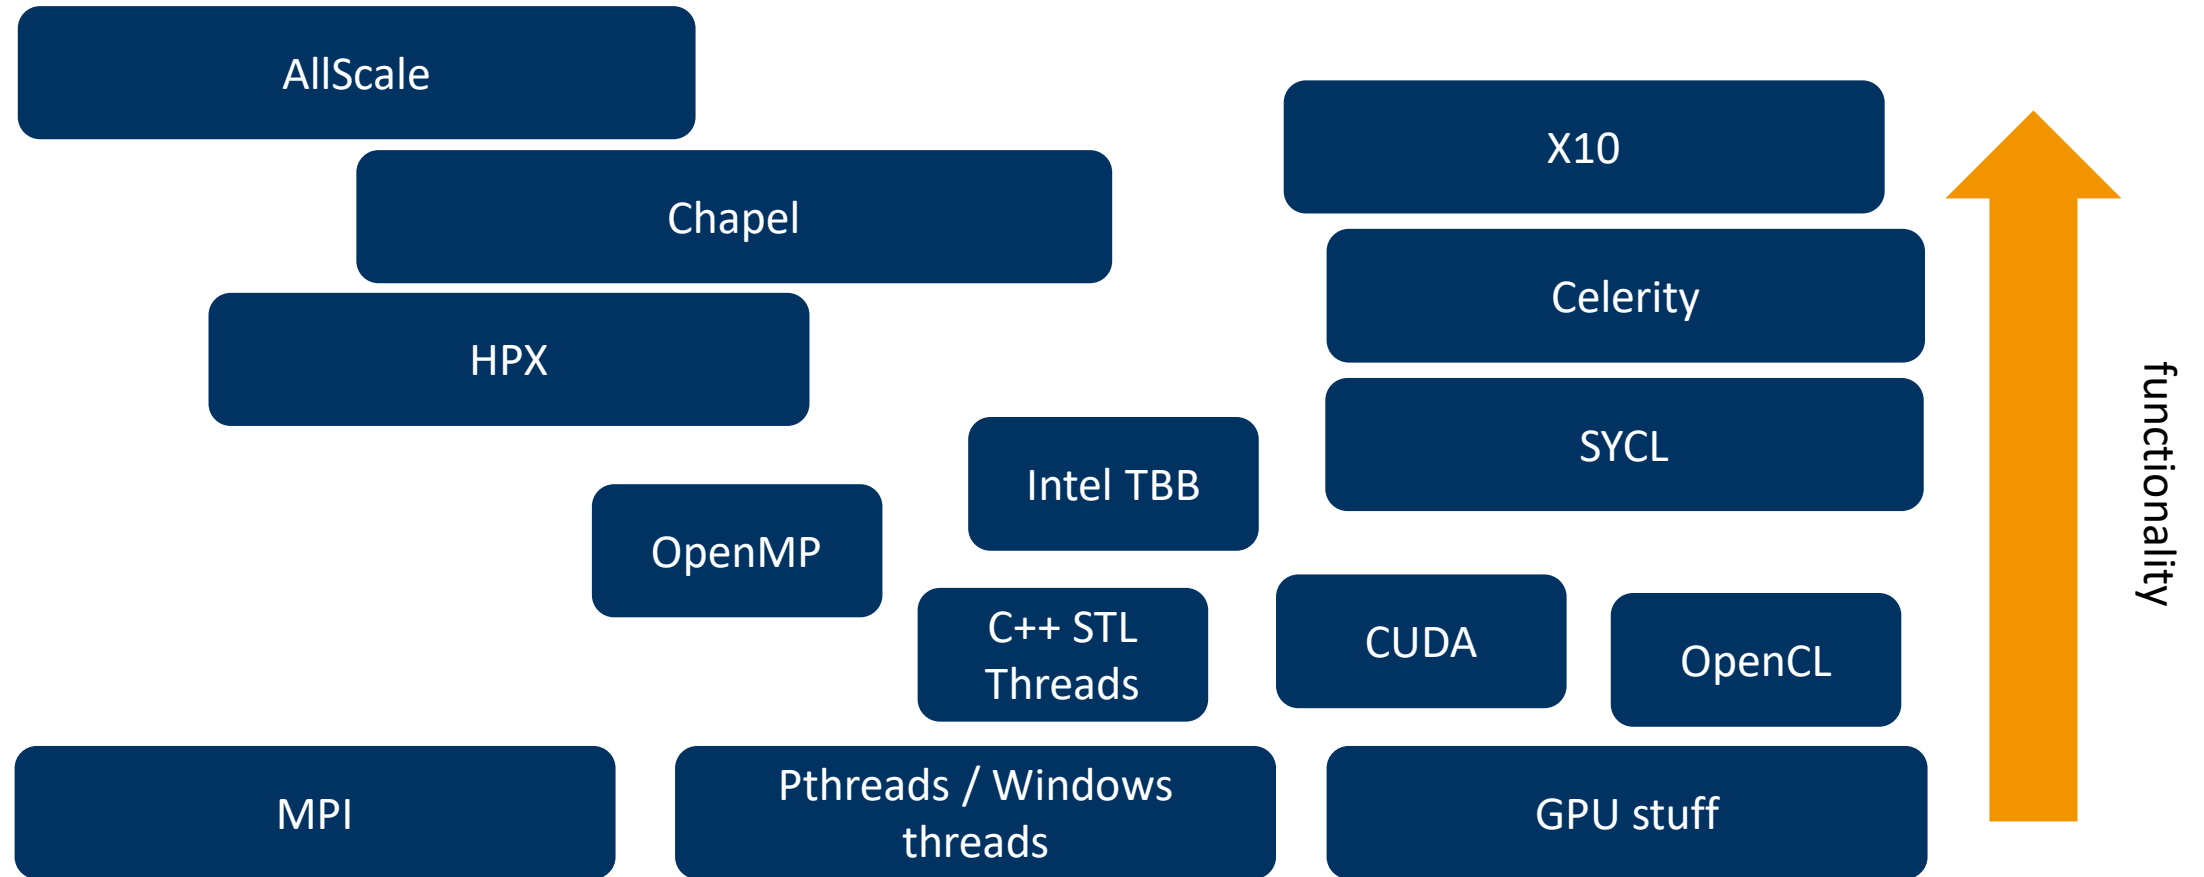 AllScale
X10
Chapel
Celerity
HPX
SYCL
Intel TBB
OpenMP
C++ STL
Threads
CUDA
OpenCL
MPI
Pthreads / Windows
threads
GPU stuff
functionality